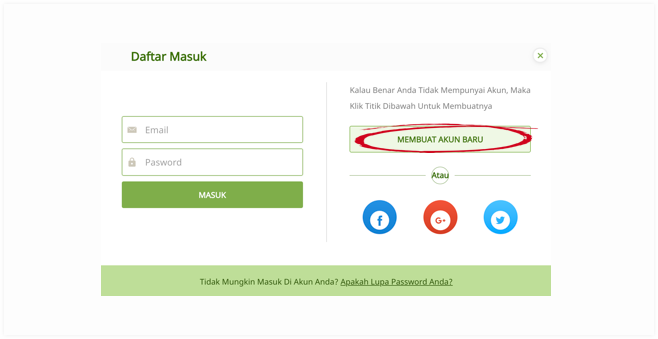 Daftar Masuk
Kalau Benar Anda Tidak Mempunyai Akun, Maka
Klik Titik Dibawah Untuk Membuatnya
Email
Pasword
MASUK
MEMBUAT AKUN BARU
Atau
Tidak Mungkin Masuk Di Akun Anda? Apakah Lupa Password Anda?